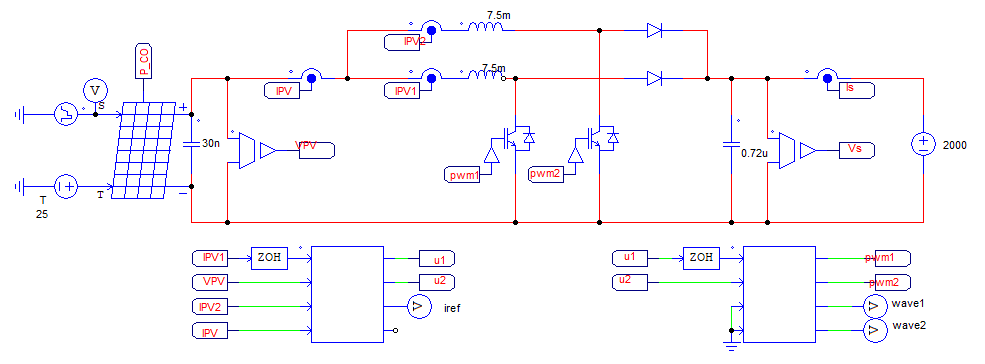 7.5m
P_CO
IPV2
7.5m
V
S
+
IPV
IPV1
Is
30n
VPV
0.72u
Vs
+
2000
pwm1
pwm2
T
25
+
T
−
IPV1
ZOH
u1
VPV
u2
IPV2
V
iref
IPV
u1
ZOH
pwm1
u2
pwm2
V
wave1
V
wave2